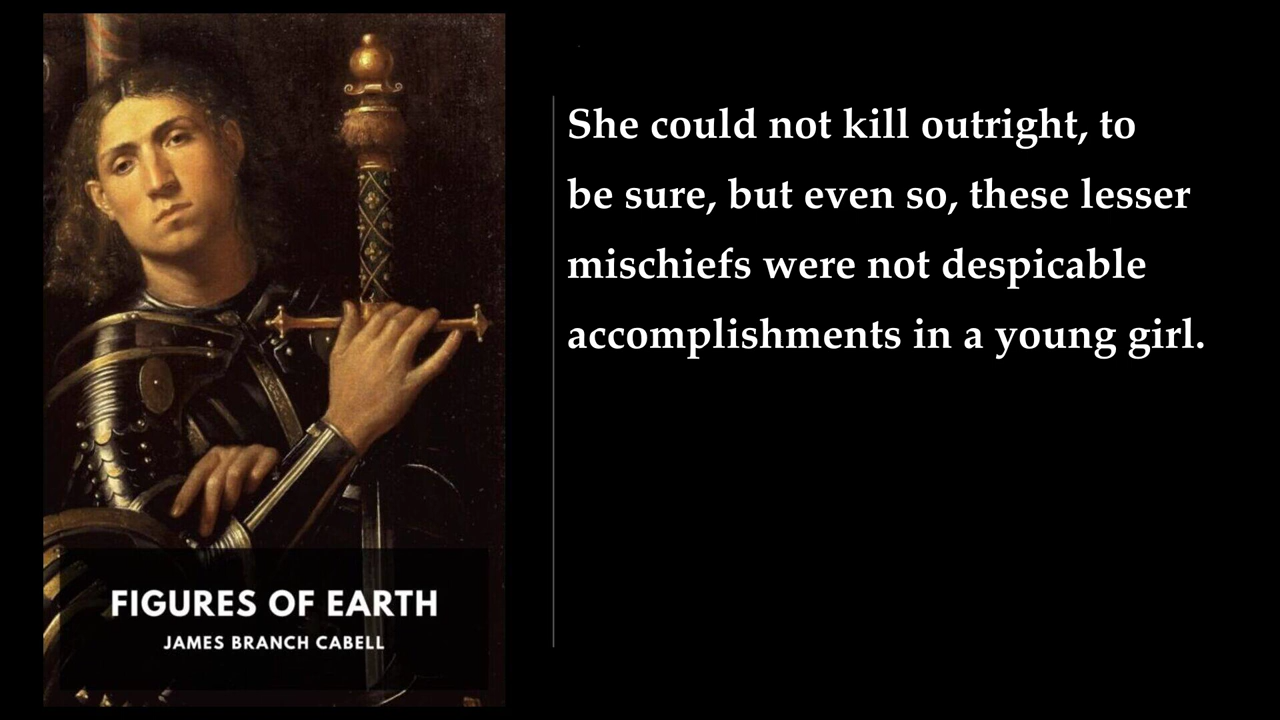 She could not kill outright, to
be sure, but even so, these lesser
mischiefs were not despicable
accomplishments in a young girl.
FIGURES OF EARTH
JAMES BRANCH CABELL